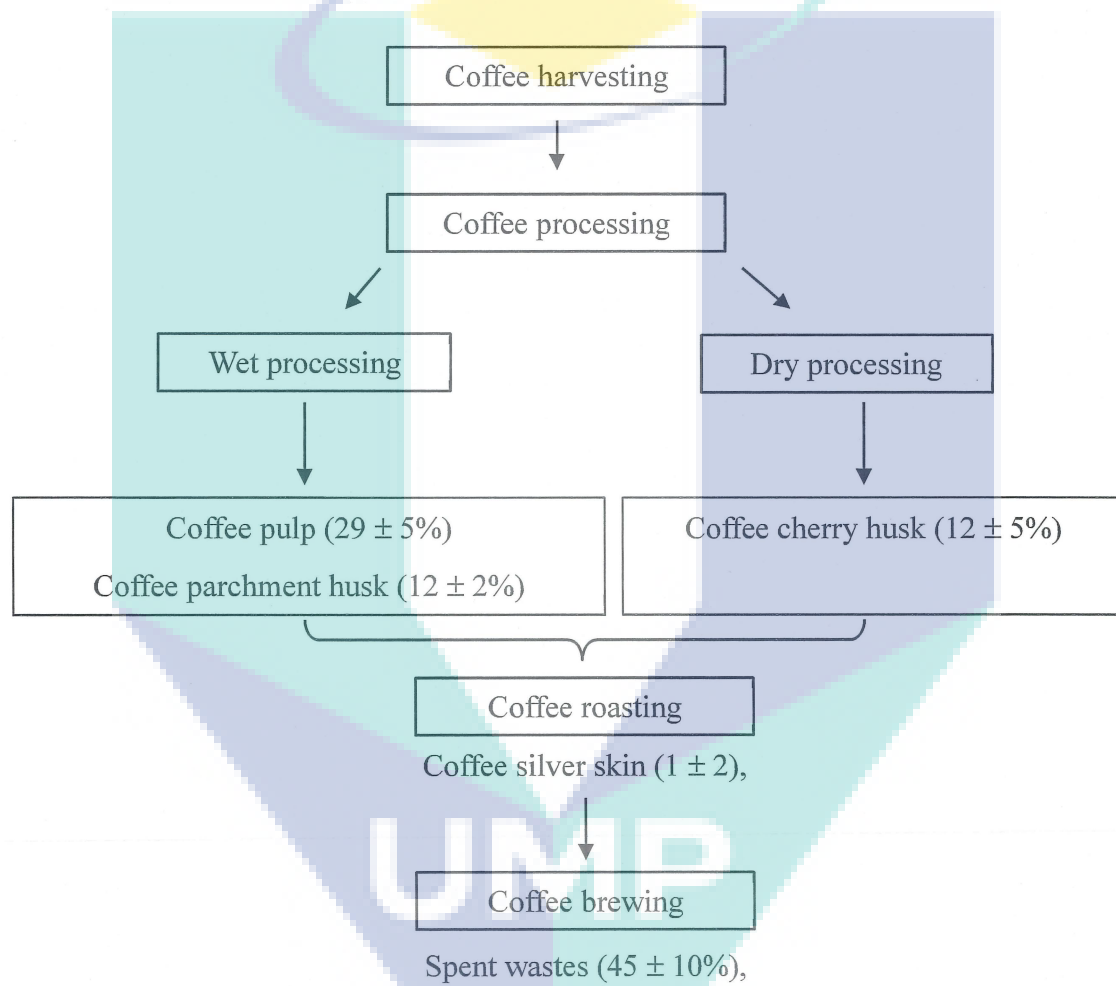 Coffee harvesting
Coffee processing
Wet processing
Dry processing
Coffee pulp (29 ± 5%)
Coffee parchment husk (12 ± 2%)
Coffee cherry husk (12 ± 5%)
Coffee roasting
Coffee silver skin (1 ± 2),
UMP
Coffee brewing
Spent wastes (45 ± 10%),